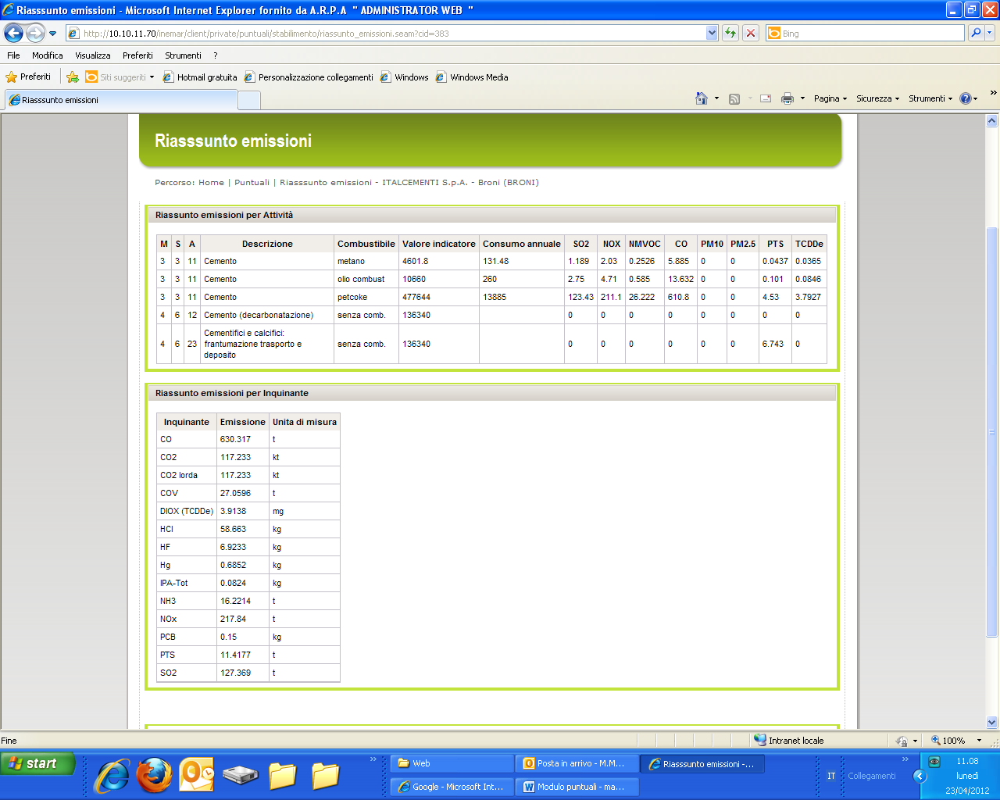 Riasssunto emissioni - Microsoft Internet Explorer fornito da A.R.P.A " ADMINISTRATOR WEB "
http://10.10.11.70/inemar/client/private/puntuali/stabilimento/riassunto_emissioni.seam?cid=383
Bing
File Modifica Visualizza Preferiti Strumenti ?
Preferiti Siti suggeriti Hotmail gratuita Personalizzazione collegamenti Windows Windows Media
Riasssunto emissioni
Pagina Sicurezza Strumenti
Riasssunto emissioni
Percorso: Home | Puntuali | Riasssunto emissioni - ITALCEMENTI S.p.A. - Broni (BRONI)
Riassunto emissioni per Attività
M S A Descrizione Combustibile Valore indicatore Consumo annuale SO2 NOX NMVOC CO PM10 PM2.5 PTS TCDDe
3 3 11 Cemento metano 4601.8 131.48 1.189 2.03 0.2526 5.885 0 0 0.0437 0.0365
3 3 11 Cemento olio combust 10660 260 2.75 4.71 0.585 13.632 0 0 0.101 0.0846
3 3 11 Cemento petcoke 477644 13885 123.43 211.1 26.222 610.8 0 0 4.53 3.7927
4 6 12 Cemento (decarbonatazione) senza comb. 136340 0 0 0 0 0 0 0 0
Cementifici e calcifici:
4 6 23 frantumazione trasporto e senza comb. 136340 0 0 0 0 0 0 6.743 0
deposito
Riassunto emissioni per Inquinante
Inquinante Emissione Unita di misura
CO 630.317 t
CO2 117.233 kt
CO2 lorda 117.233 kt
COV 27.0596 t
DIOX (TCDDe) 3.9138 mg
HCl 58.663 kg
HF 6.9233 kg
Hg 0.6852 kg
IPA-Tot 0.0824 kg
NH3 16.2214 t
NOx 217.84 t
PCB 0.15 kg
PTS 11.4177 t
SO2 127.369 t
Fine Intranet locale 100%
start
Web Posta in arrivo - M.M... Riasssunto emissioni -...
Google - Microsoft Int... Modulo puntuali - ma...
IT Collegamenti
11.08
lunedì
23/04/2012